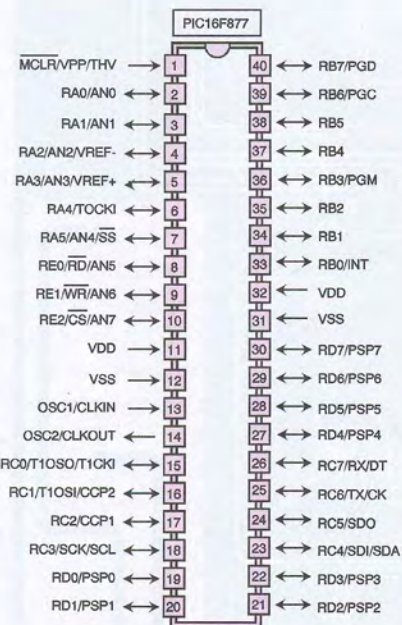 PIC16F877
MCLR/VPP/THV 1 40 RB7/PGD
RA0/AN0 2 39 RB6/PGC
RA1/AN1 3 38 RB5
RA2/AN2/VREF- 4 37 RB4
RA3/AN3/VREF+ 5 36 RB3/PGM
RA4/TOCKI 6 35 RB2
RA5/AN4/SS 7 34 RB1
RE0/RD/AN5 8 33 RB0/INT
RE1/WR/AN6 9 32 VDD
RE2/CS/AN7 10 31 VSS
VDD 11 30 RD7/PSP7
VSS 12 29 RD6/PSP6
OSC1/CLKIN 13 28 RD5/PSP5
OSC2/CLKOUT 14 27 RD4/PSP4
RC0/T1OSO/T1CKI 15 26 RC7/RX/DT
RC1/T1OSI/CCP2 16 25 RC6/TX/CK
RC2/CCP1 17 24 RC5/SDO
RC3/SCK/SCL 18 23 RC4/SDI/SDA
RD0/PSP0 19 22 RD3/PSP3
RD1/PSP1 20 21 RD2/PSP2